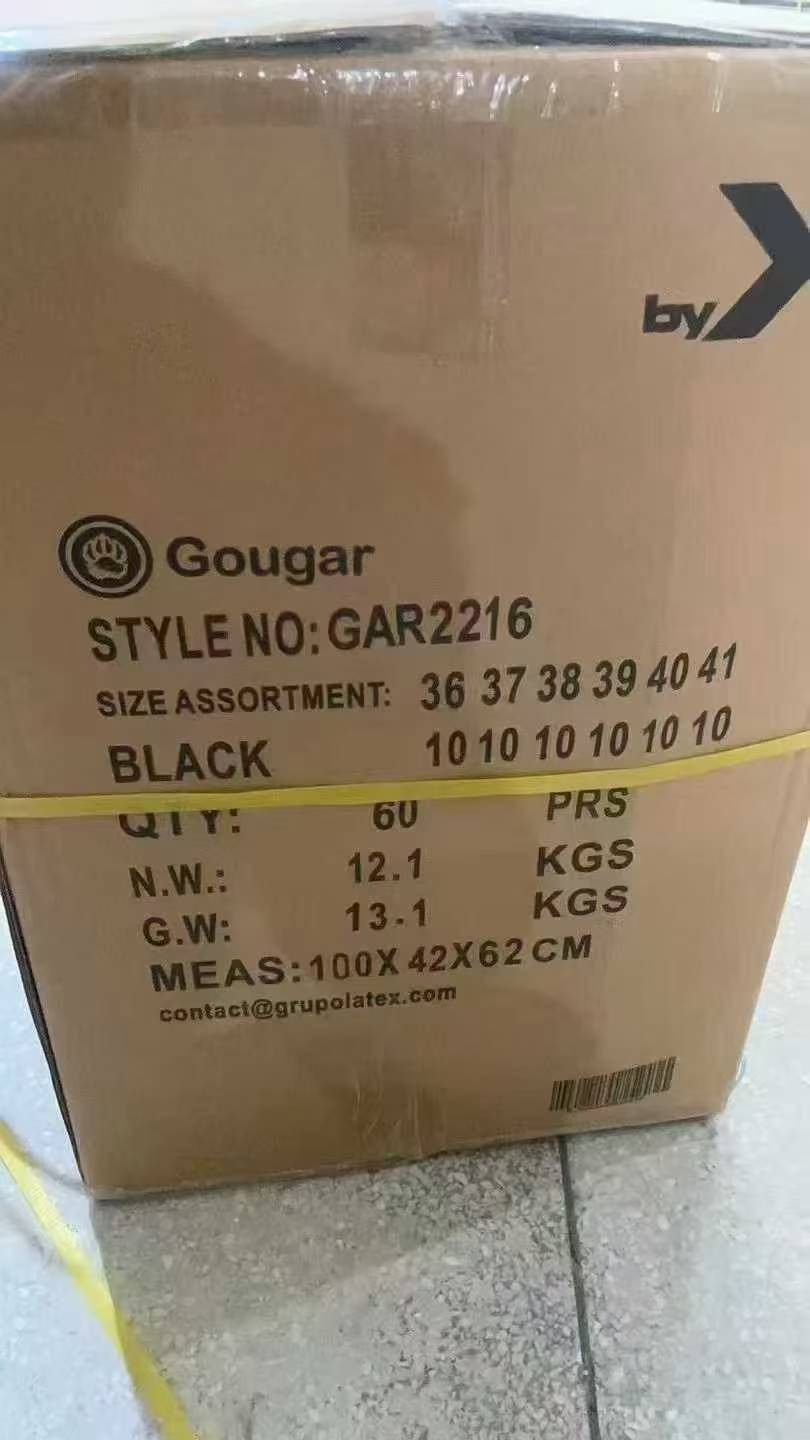 by
Gougar
STYLE NO: GAR2216
SIZE ASSORTMENT: 36 37 38 39 40 41
BLACK 10 10 10 10 10 10
QTY: 60 PRS
N.W.: 12.1 KGS
G.W: 13.1 KGS
MEAS: 100X 42X62 CM
contact@grupolatex.com